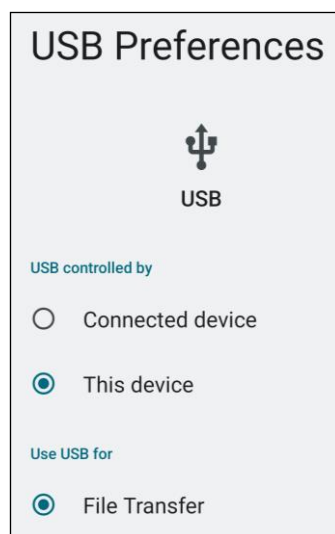 USB Preferences
USB
USB controlled by
Connected device
This device
Use USB for
File Transfer